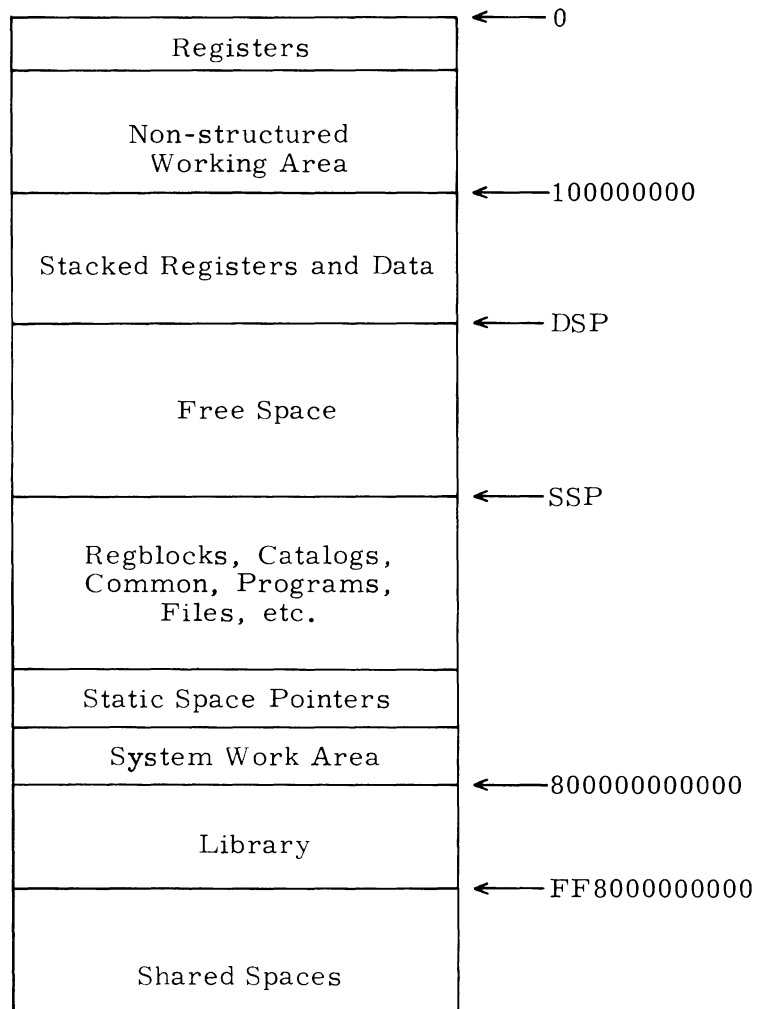 0
Registers
Non-structured
Working Area
100000000
Stacked Registers and Data
DSP
Free Space
SSP
Regblocks, Catalogs,
Common, Programs,
Files, etc.
Static Space Pointers
System Work Area
800000000000
Library
FF8000000000
Shared Spaces